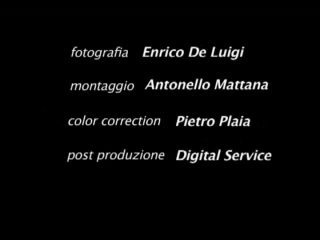 fotografia Enrico De Luigi
montaggio Antonello Mattana
color correction Pietro Plaia
post produzione Digital Service